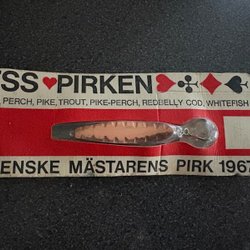 SS♥PIRKEN♥♣♦♠
, PERCH, PIKE, TROUT, PIKE-PERCH, REDBELLY COD, WHITEFISH
ENSKE MÄSTARENS PIRK 1967